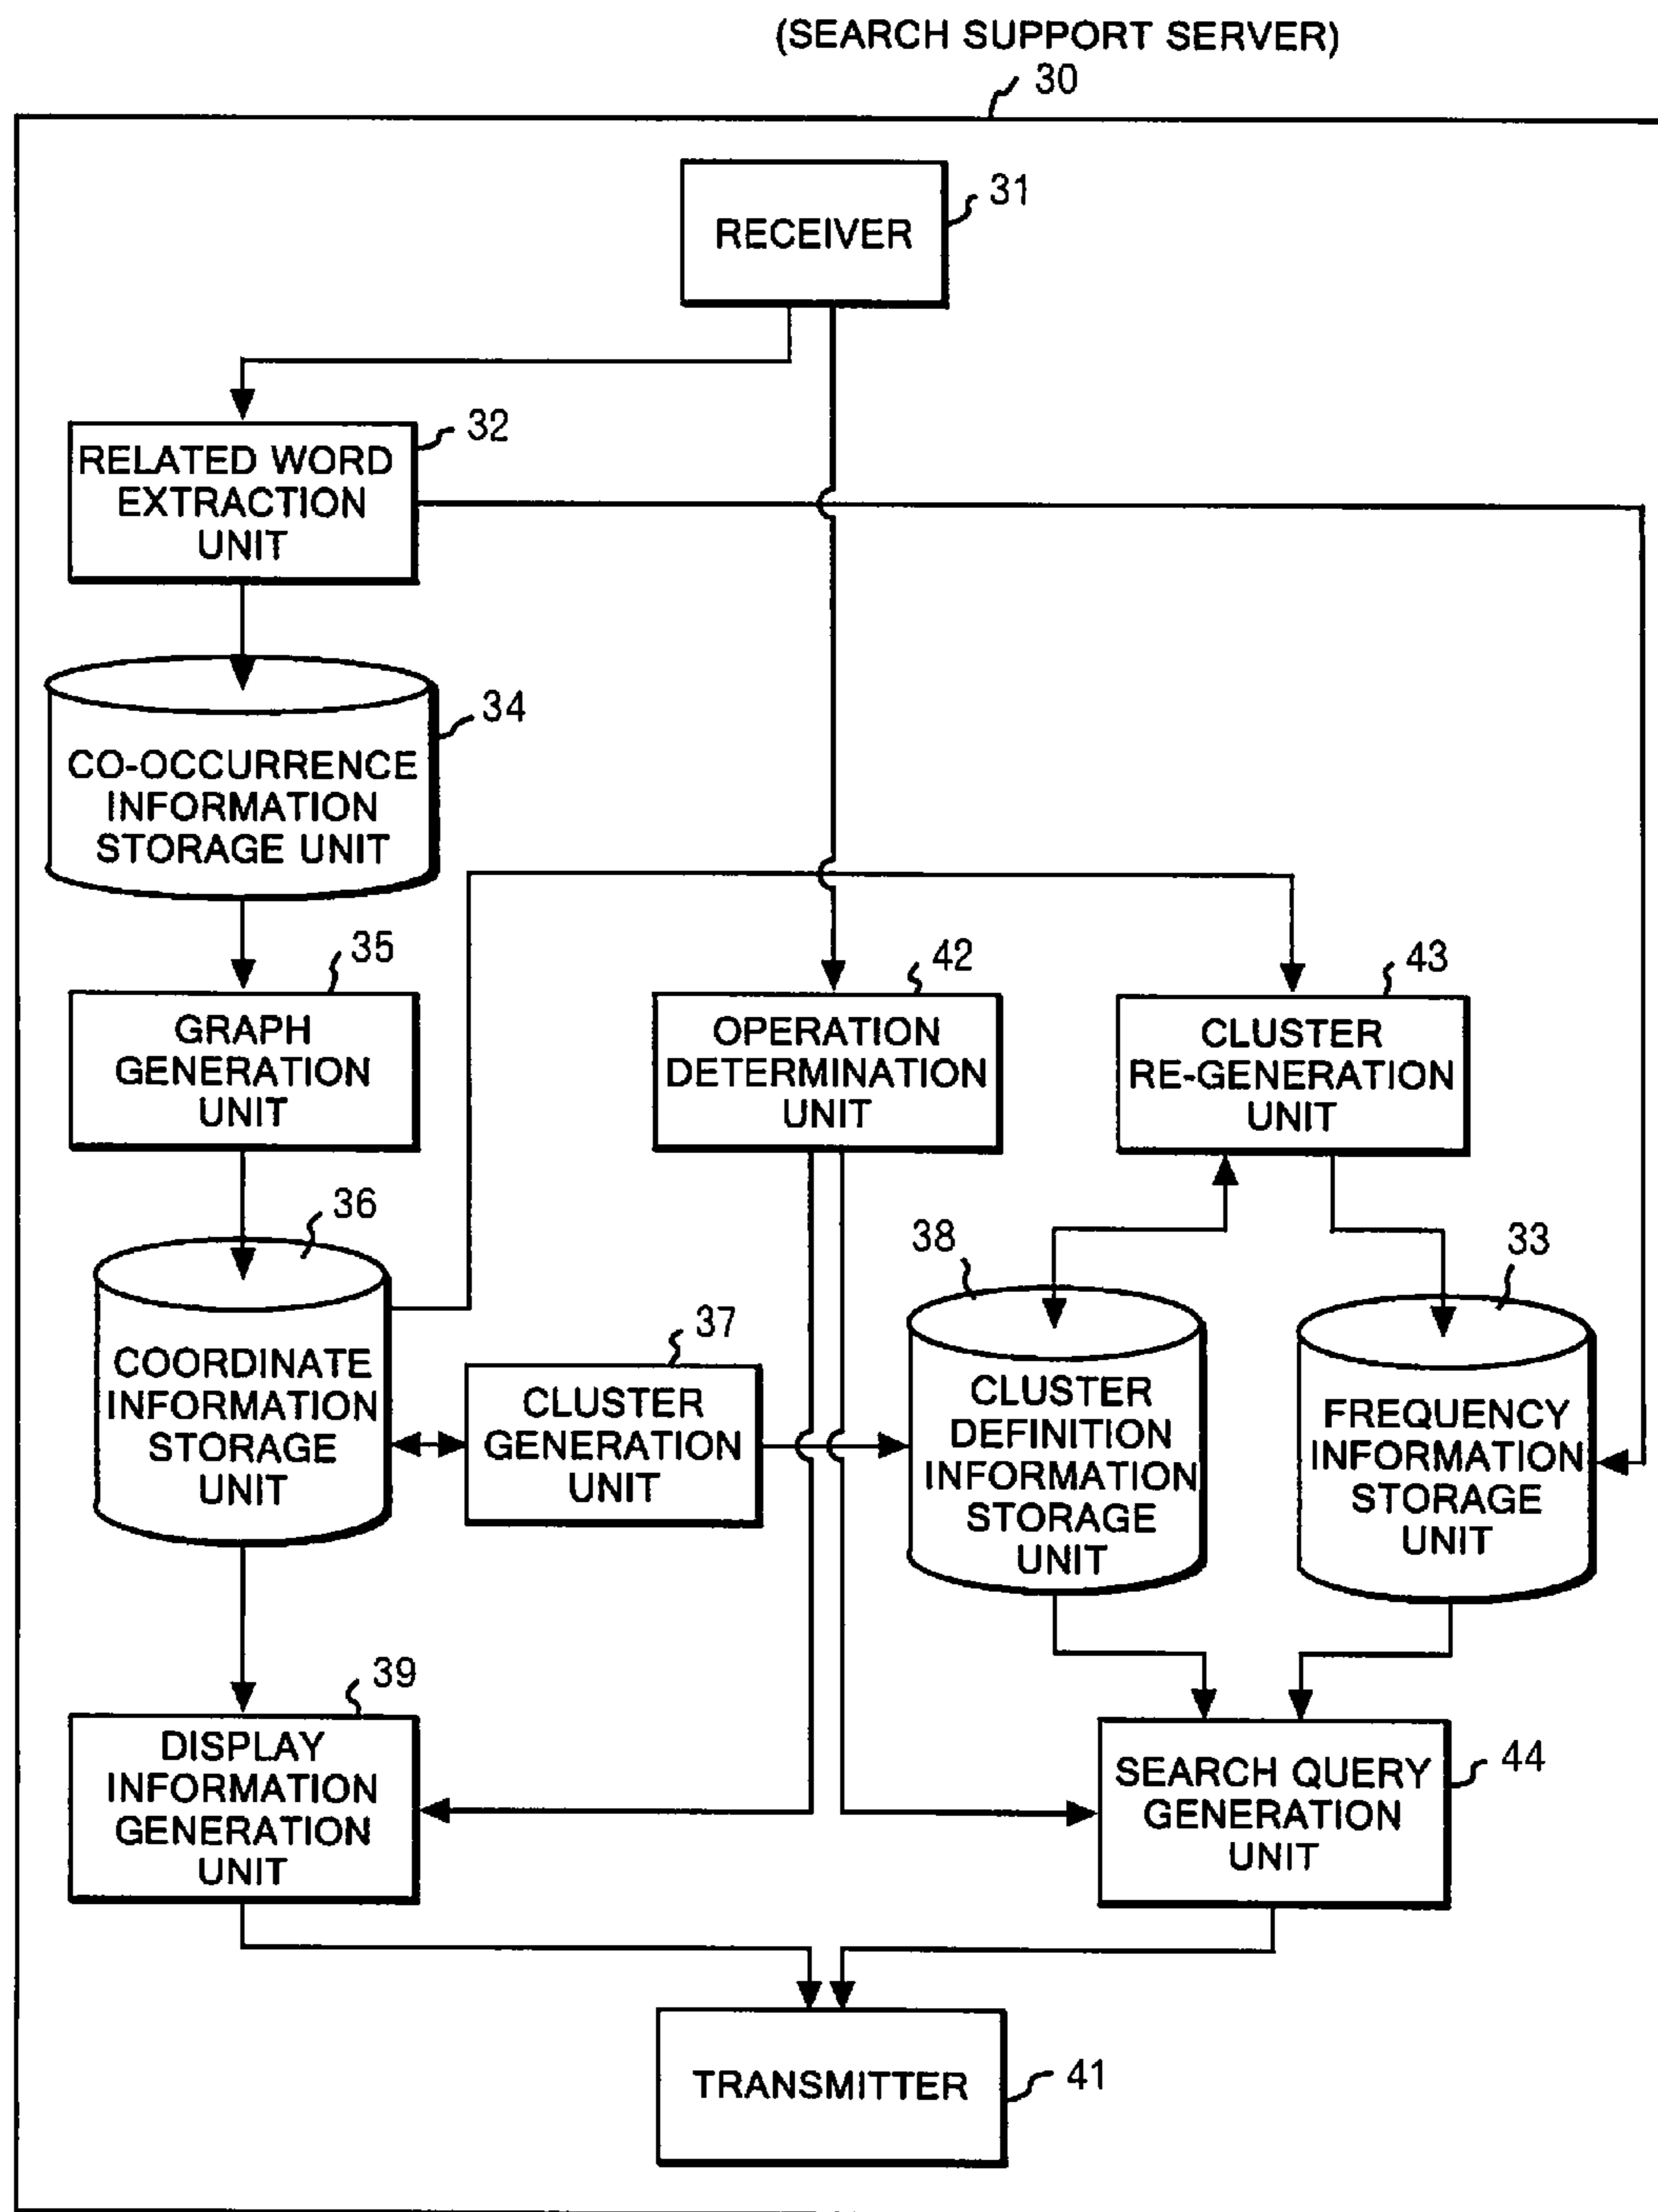 (SEARCH SUPPORT SERVER)
30
31
RECEIVER
32
RELATED WORD
EXTRACTION
UNIT
34
CO-OCCURRENCE
INFORMATION
STORAGE UNIT
35
GRAPH
GENERATION
UNIT
42
OPERATION
DETERMINATION
UNIT
43
CLUSTER
RE-GENERATION
UNIT
36
COORDINATE
INFORMATION
STORAGE
UNIT
37
CLUSTER
GENERATION
UNIT
38
CLUSTER
DEFINITION
INFORMATION
STORAGE
UNIT
33
FREQUENCY
INFORMATION
STORAGE
UNIT
39
DISPLAY
INFORMATION
GENERATION
UNIT
44
SEARCH QUERY
GENERATION
UNIT
TRANSMITTER
41